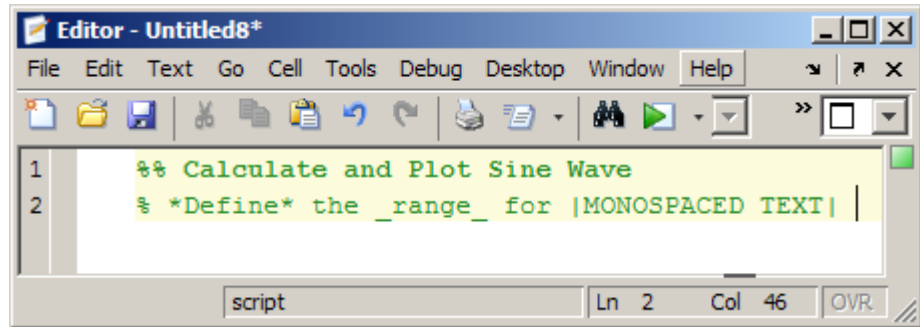 Editor - Untitled8*
File Edit Text Go Cell Tools Debug Desktop Window Help
1 %% Calculate and Plot Sine Wave
2 % *Define* the _range_ for |MONOSPACED TEXT|
script Ln 2 Col 46 OVR